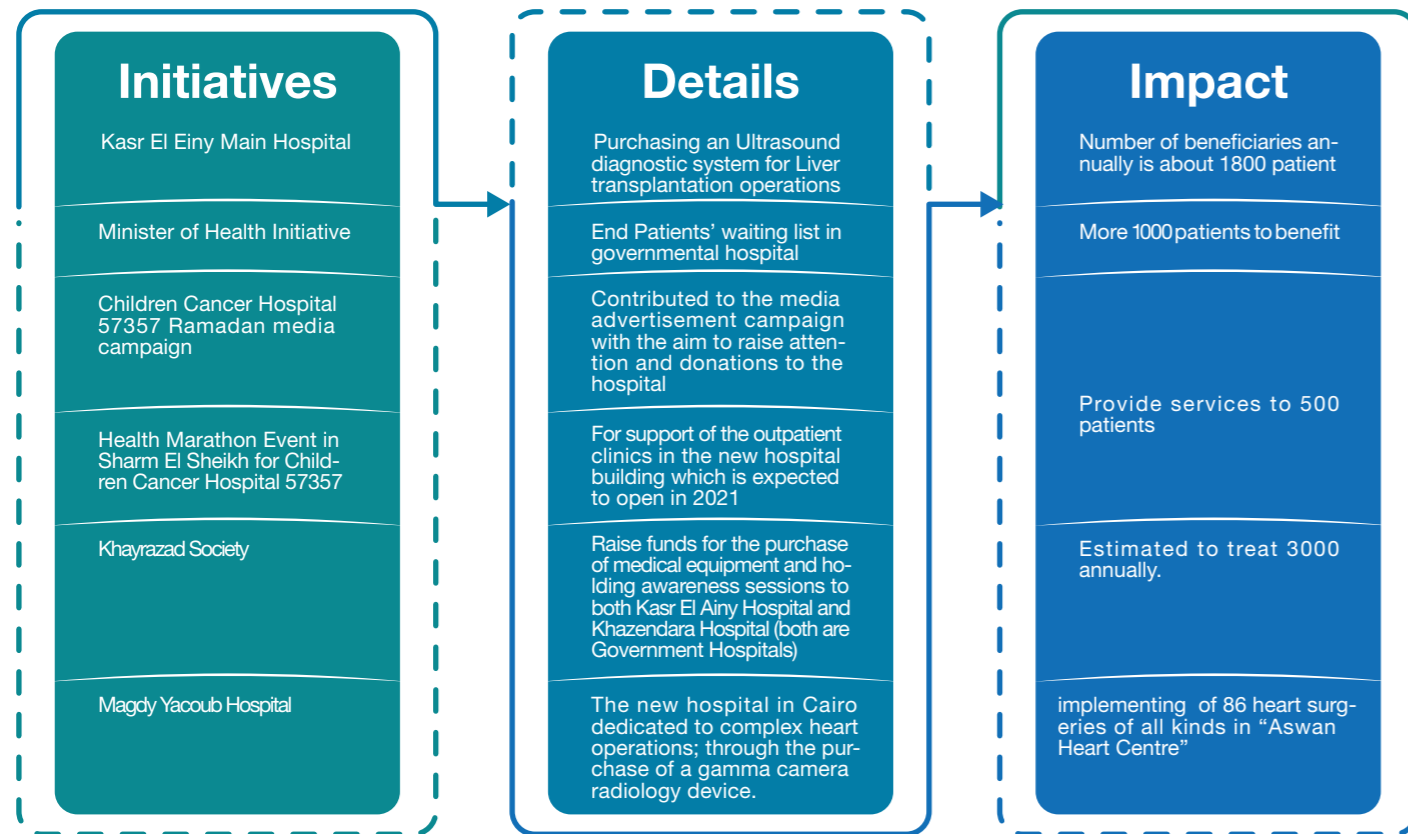 Initiatives
Kasr El Einy Main Hospital
Minister of Health Initiative
Children Cancer Hospital
57357 Ramadan media
campaign
Health Marathon Event in
Sharm El Sheikh for Child-
ren Cancer Hospital 57357
Khayrazad Society
Magdy Yacoub Hospital
Details
Purchasing an Ultrasound
diagnostic system for Liver
transplantation operations
End Patients’ waiting list in
governmental hospital
Contributed to the media
advertisement campaign
with the aim to raise atten-
tion and donations to the
hospital
For support of the outpatient
clinics in the new hospital
building which is expected
to open in 2021
Raise funds for the purchase
of medical equipment and ho-
lding awareness sessions to
both Kasr El Ainy Hospital and
Khazendara Hospital (both are
Government Hospitals)
The new hospital in Cairo
dedicated to complex heart
operations; through the pur-
chase of a gamma camera
radiology device.
Impact
Number of beneficiaries an-
nually is about 1800 patient
More 1000 patients to benefit
Provide services to 500
patients
Estimated to treat 3000
annually.
implementing of 86 heart surg-
eries of all kinds in “Aswan
Heart Centre”